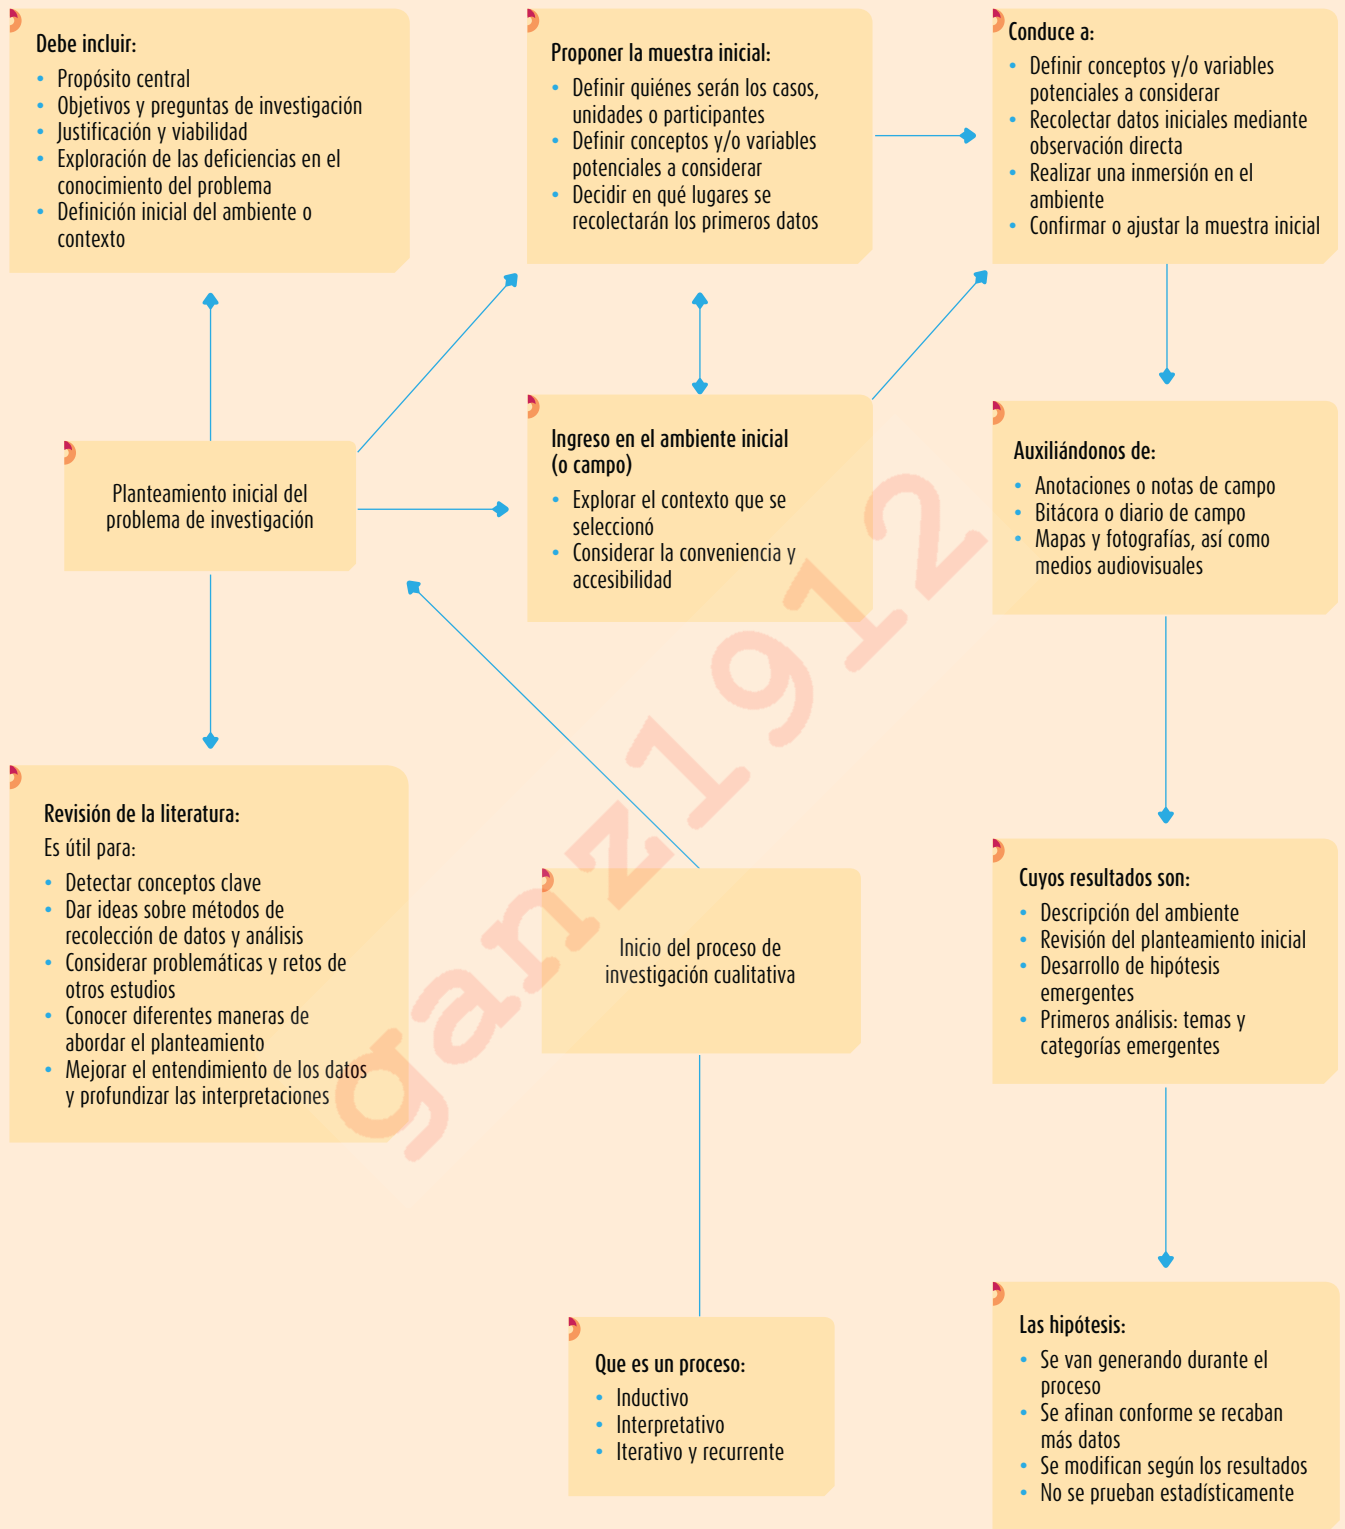 Debe incluir:
• Propósito central
• Objetivos y preguntas de investigación
• Justificación y viabilidad
• Exploración de las deficiencias en el
conocimiento del problema
• Definición inicial del ambiente o
contexto
Proponer la muestra inicial:
• Definir quiénes serán los casos,
unidades o participantes
• Definir conceptos y/o variables
potenciales a considerar
• Decidir en qué lugares se
recolectarán los primeros datos
Conduce a:
• Definir conceptos y/o variables
potenciales a considerar
• Recolectar datos iniciales mediante
observación directa
• Realizar una inmersión en el
ambiente
• Confirmar o ajustar la muestra inicial
Planteamiento inicial del
problema de investigación
Ingreso en el ambiente inicial
(o campo)
• Explorar el contexto que se
seleccionó
• Considerar la conveniencia y
accesibilidad
Auxiliándonos de:
• Anotaciones o notas de campo
• Bitácora o diario de campo
• Mapas y fotografías, así como
medios audiovisuales
Revisión de la literatura:
Es útil para:
• Detectar conceptos clave
• Dar ideas sobre métodos de
recolección de datos y análisis
• Considerar problemáticas y retos de
otros estudios
• Conocer diferentes maneras de
abordar el planteamiento
• Mejorar el entendimiento de los datos
y profundizar las interpretaciones
Inicio del proceso de
investigación cualitativa
Cuyos resultados son:
• Descripción del ambiente
• Revisión del planteamiento inicial
• Desarrollo de hipótesis
emergentes
• Primeros análisis: temas y
categorías emergentes
Que es un proceso:
• Inductivo
• Interpretativo
• Iterativo y recurrente
Las hipótesis:
• Se van generando durante el
proceso
• Se afinan conforme se recaban
más datos
• Se modifican según los resultados
• No se prueban estadísticamente
ganz1912